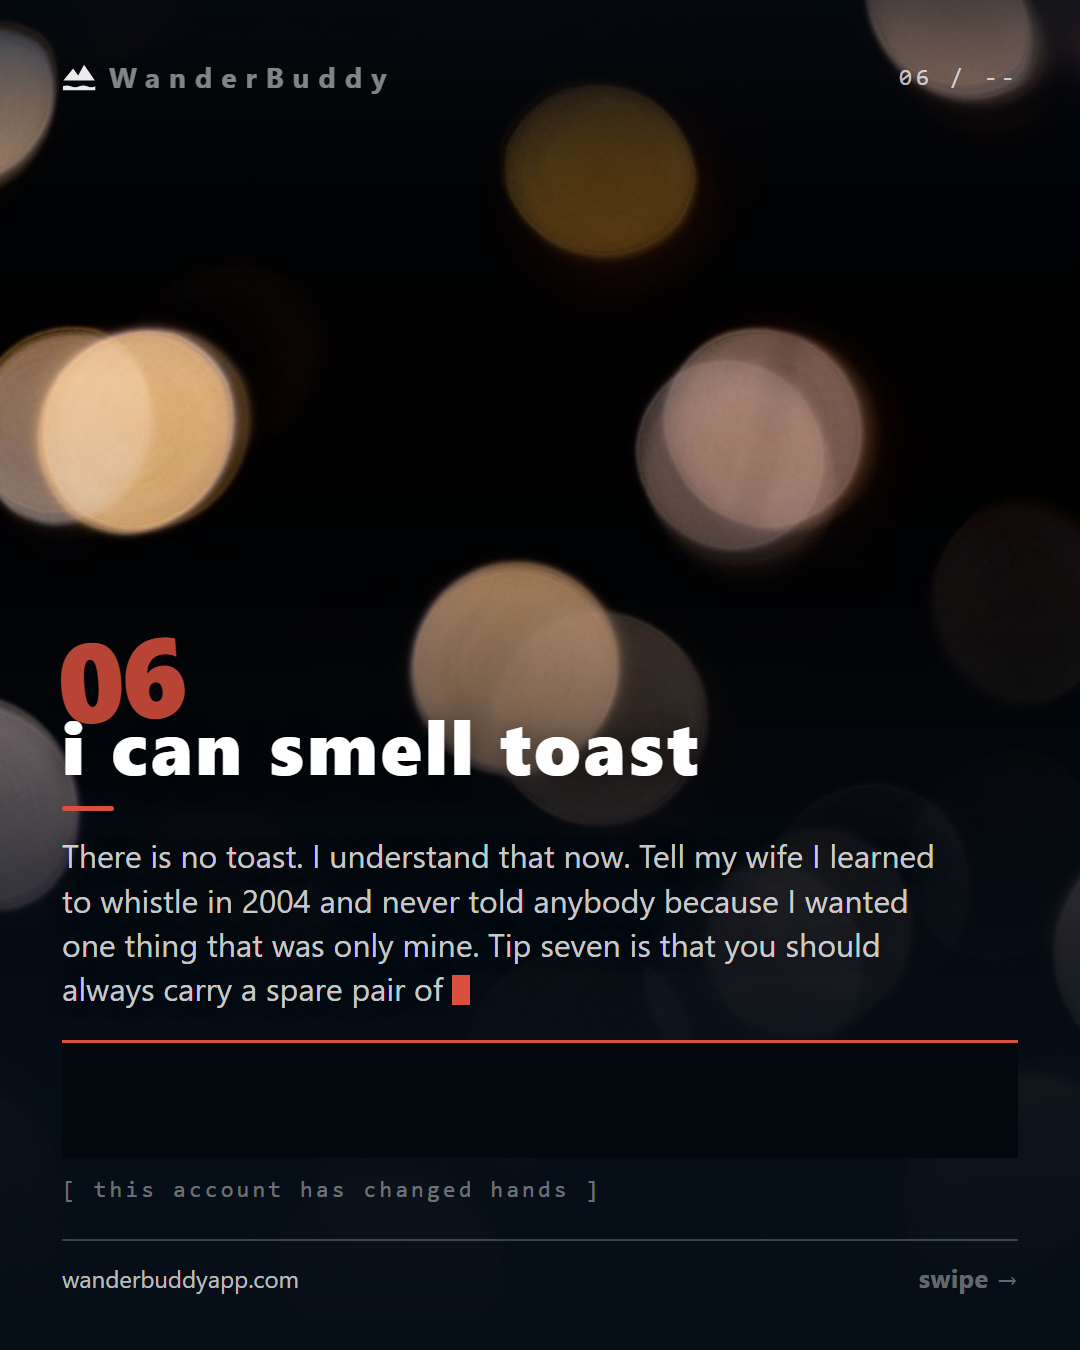 WanderBuddy
06 / --
06
i can smell toast
There is no toast. I understand that now. Tell my wife I learned
to whistle in 2004 and never told anybody because I wanted
one thing that was only mine. Tip seven is that you should
always carry a spare pair of
[ this account has changed hands ]
wanderbuddyapp.com
swipe →